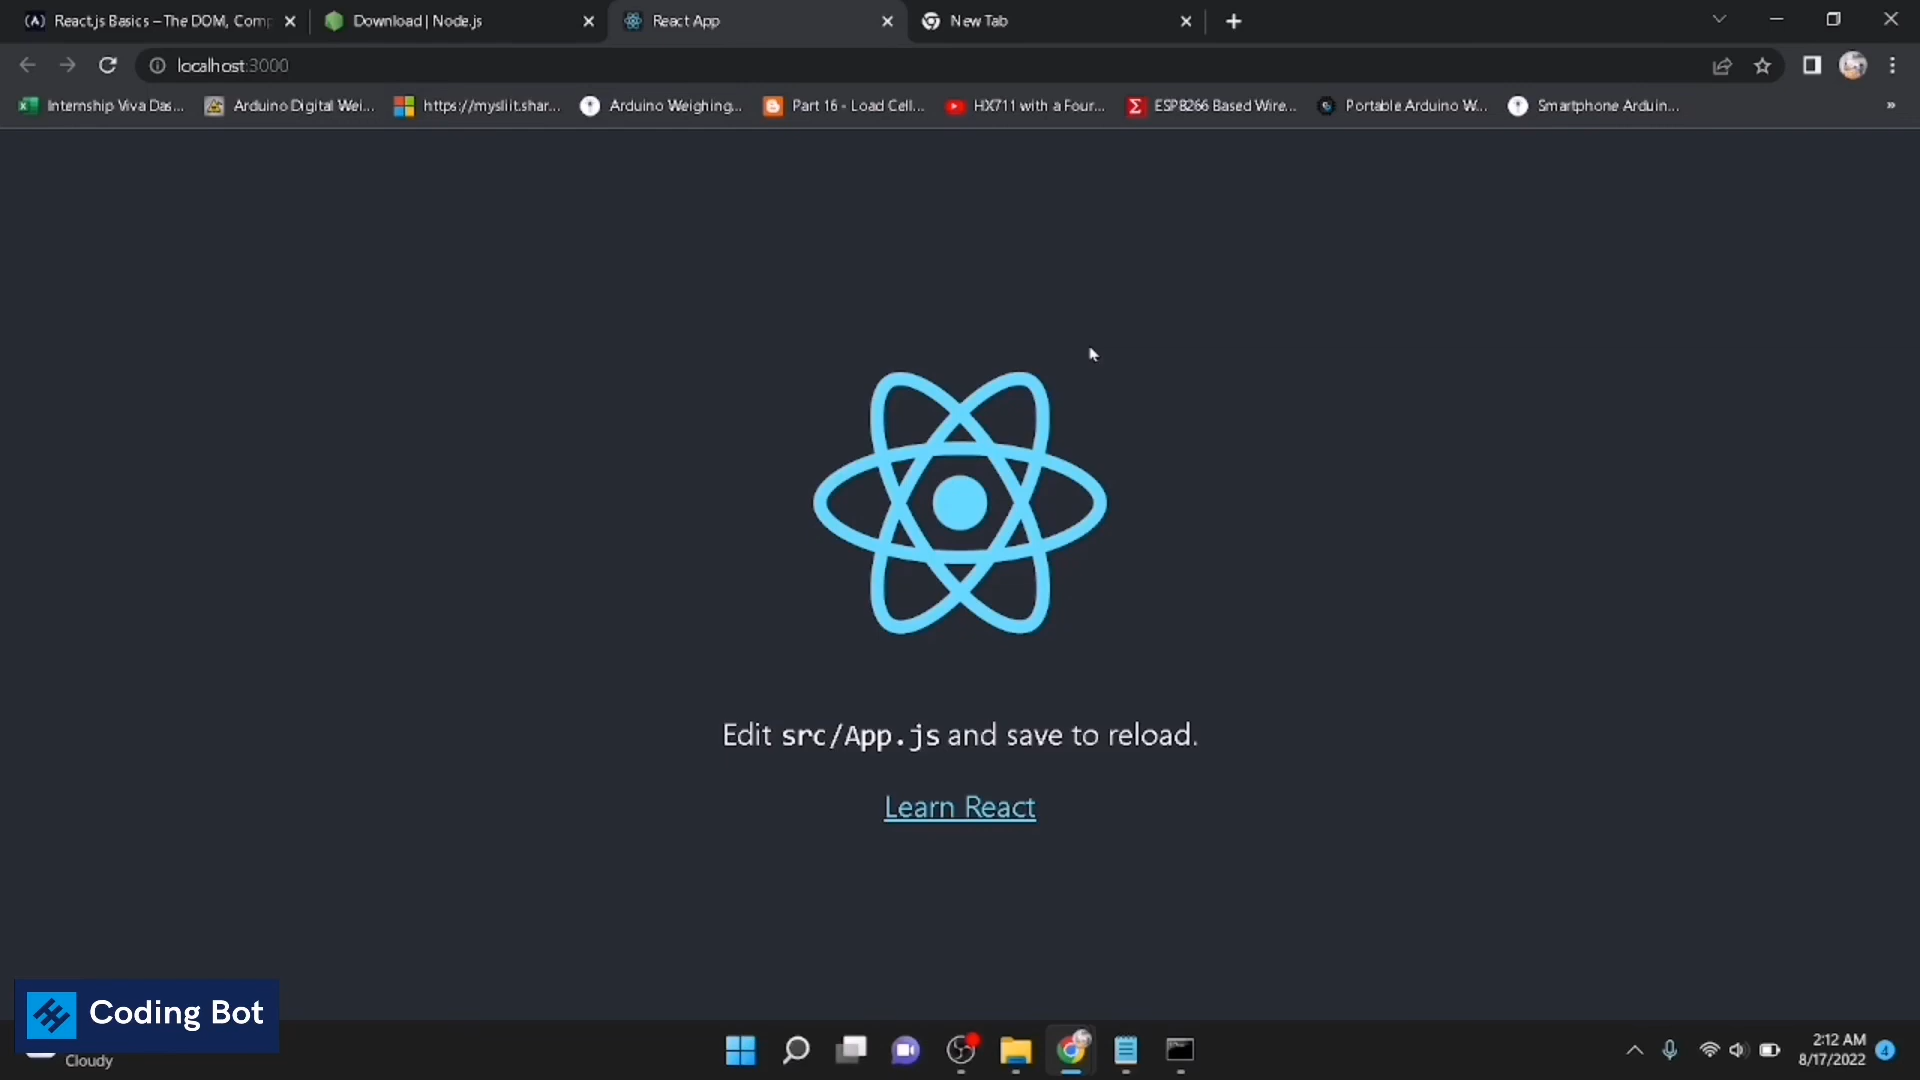 React.js Basics – The DOM, Comp
Download | Node.js
React App
New Tab
localhost:3000
Internship Viva Das...
Arduino Digital Wei...
https://mysliit.shar...
Arduino Weighing...
Part 16 - Load Cell...
HX711 with a Four...
ESP8266 Based Wire...
Portable Arduino W...
Smartphone Arduin...
»
Edit src/App.js and save to reload.
Learn React
Coding Bot
Cloudy
2:12 AM
8/17/2022
4